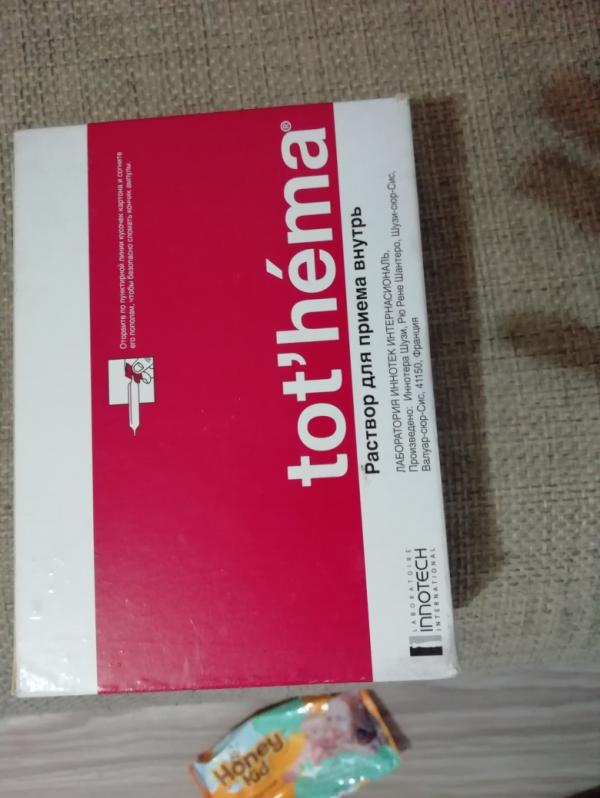 Оторвите по пунктирной линии кусочек картона и согните
его пополам, чтобы безопасно сломать кончик ампулы.
tot'héma®
Раствор для приема внутрь
ЛАБОРАТОРИЯ ИННОТЕК ИНТЕРНАСИОНАЛЬ,
Произведено: Иннотера Шузи, Рю Рене Шантеро, Шузи-сюр-Сис,
Валуар-сюр-Сис, 41150, Франция
LABORATOIRE
INNOTECH
INTERNATIONAL
Honey
Kid